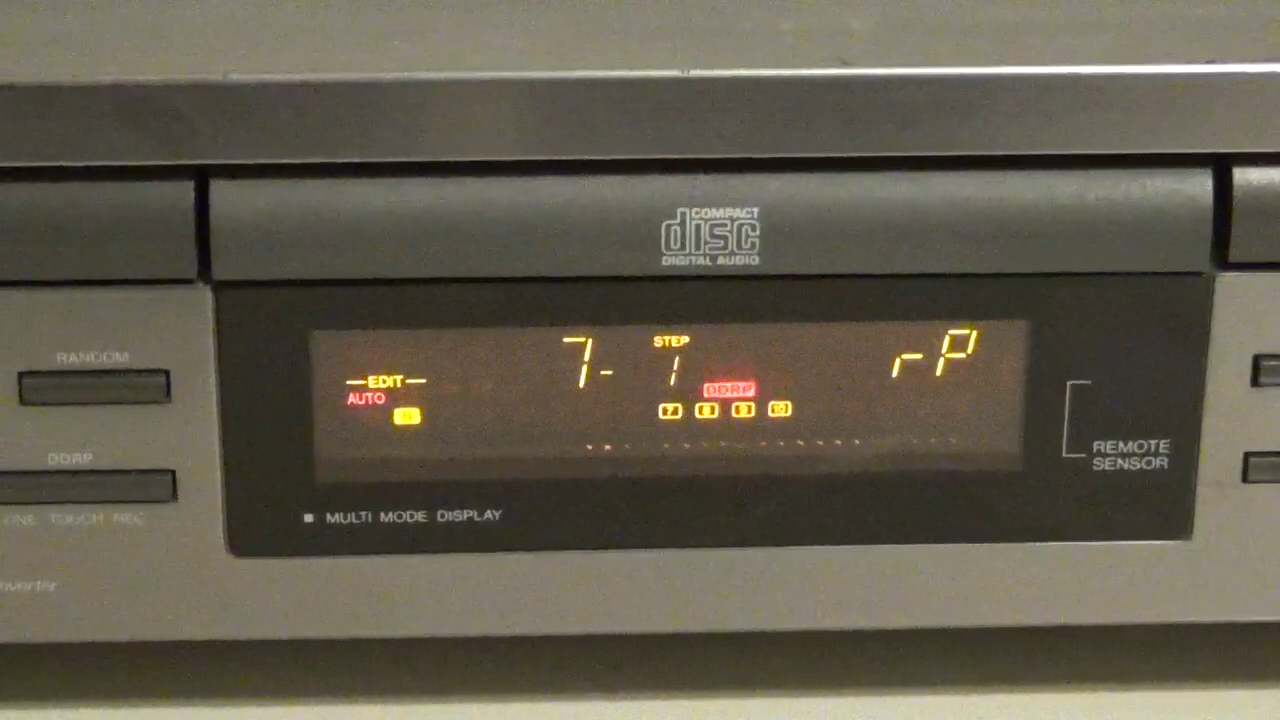 COMPACT
disc
DIGITAL AUDIO
RANDOM
DDRP
ONE TOUCH REC
EDIT
AUTO
7-
STEP
1
rP
DDRP
7 8 9 10
REMOTE
SENSOR
MULTI MODE DISPLAY